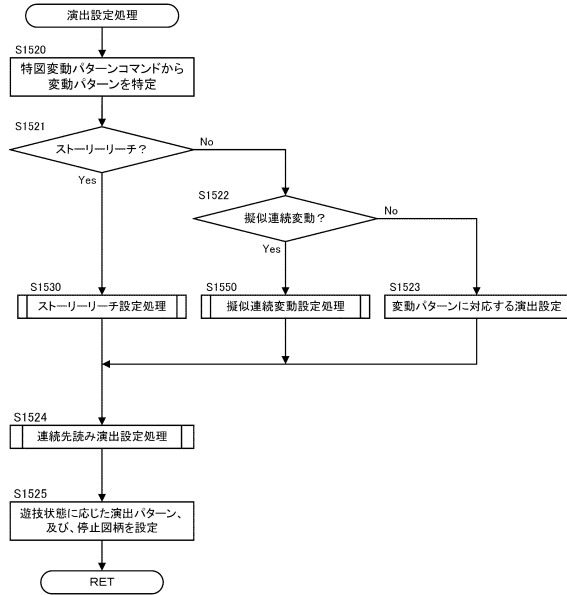 演出設定処理
S1520
特図変動パターンコマンドから
変動パターンを特定
S1521
ストーリーリーチ？
No
Yes
S1522
擬似連続変動？
No
Yes
S1530
ストーリーリーチ設定処理
S1550
擬似連続変動設定処理
S1523
変動パターンに対応する演出設定
S1524
連続先読み演出設定処理
S1525
遊技状態に応じた演出パターン、
及び、停止図柄を設定
RET